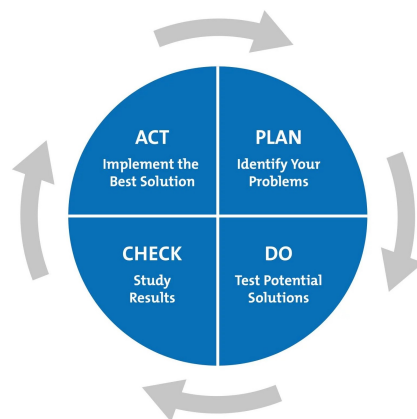 ACT
Implement the
Best Solution
PLAN
Identify Your
Problems
CHECK
Study
Results
DO
Test Potential
Solutions